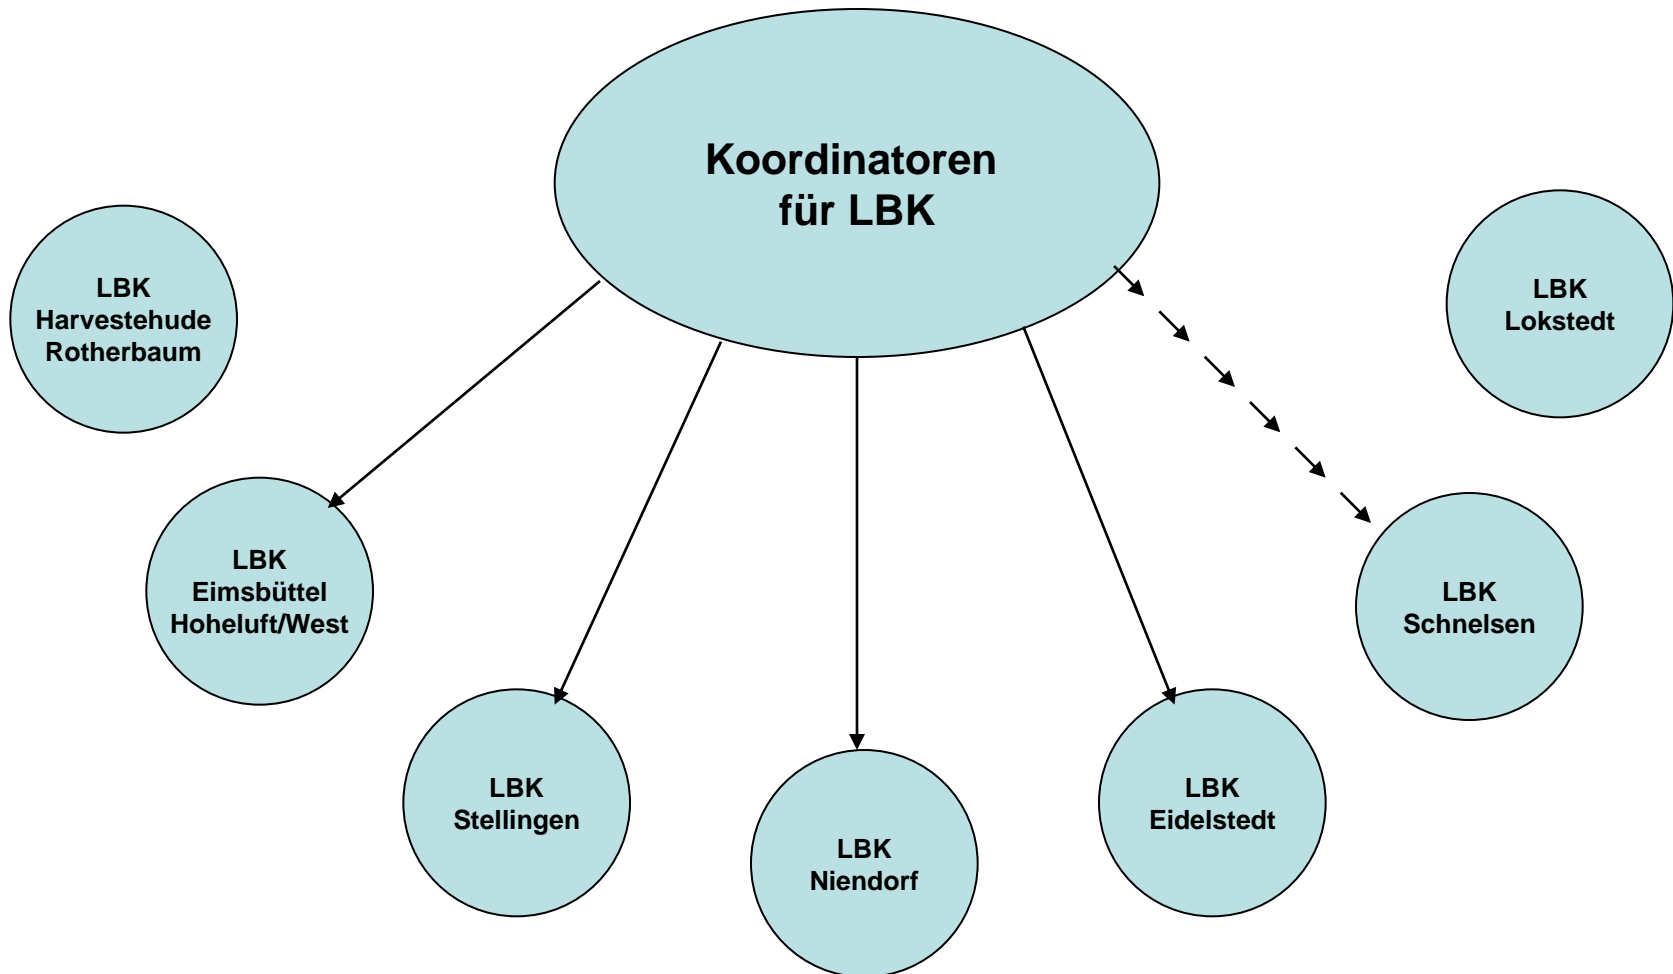 Koordinatoren
für LBK
LBK
Harvestehude
Rotherbaum
LBK
Lokstedt
LBK
Eimsbüttel
Hoheluft/West
LBK
Schnelsen
LBK
Stellingen
LBK
Niendorf
LBK
Eidelstedt